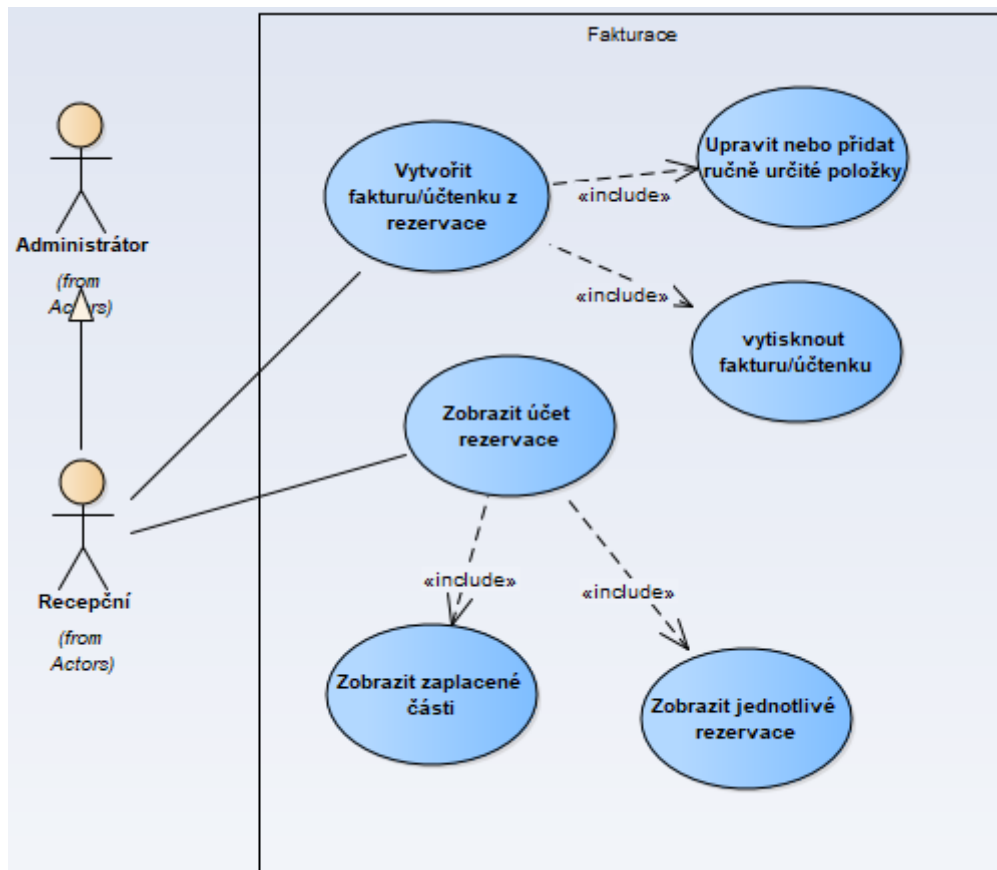 Fakturace
Administrátor
(from
Actors)
Recepční
(from
Actors)
Vytvořit
fakturu/účtenku z
rezervace
«include»
Upravit nebo přidat
ručně určité položky
«include»
vytisknout
fakturu/účtenku
Zobrazit účet
rezervace
«include»
«include»
Zobrazit zaplacené
části
Zobrazit jednotlivé
rezervace